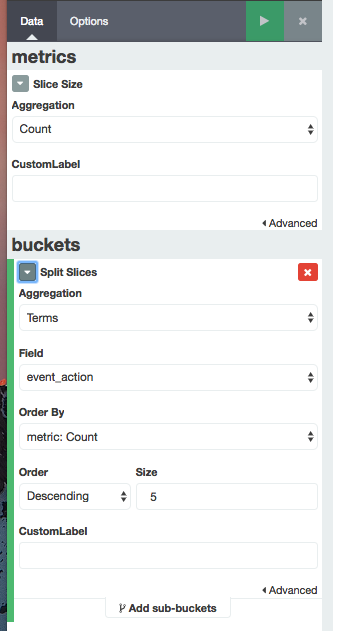 Data Options
metrics
Slice Size
Aggregation
Count
CustomLabel
Advanced
buckets
Split Slices
Aggregation
Terms
Field
event_action
Order By
metric: Count
Order Size
Descending 5
CustomLabel
Advanced
Add sub-buckets